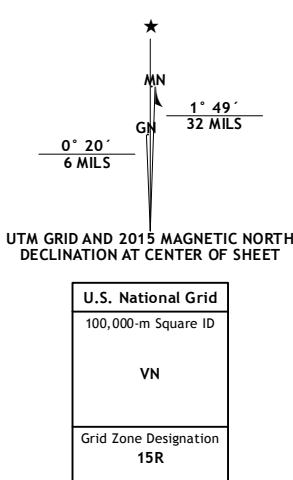 MN
1° 49´
32 MILS
GN
0° 20´
6 MILS
UTM GRID AND 2015 MAGNETIC NORTH
DECLINATION AT CENTER OF SHEET
U.S. National Grid
100,000-m Square ID
VN
Grid Zone Designation
15R